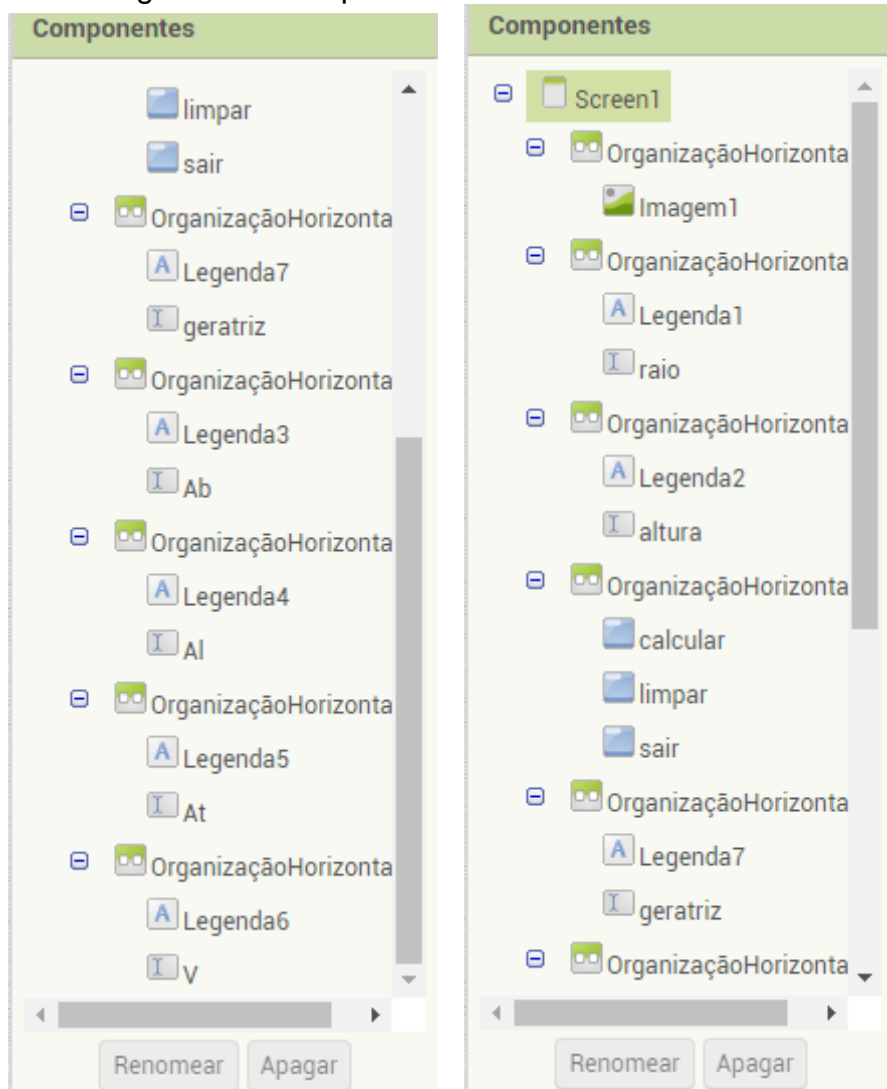 Componentes
limpar
sair
OrganizaçãoHorizonta
Legenda7
geratriz
OrganizaçãoHorizonta
Legenda3
Ab
OrganizaçãoHorizonta
Legenda4
Al
OrganizaçãoHorizonta
Legenda5
At
OrganizaçãoHorizonta
Legenda6
V
Renomear Apagar
Componentes
Screen1
OrganizaçãoHorizonta
Imagem1
OrganizaçãoHorizonta
Legenda1
raio
OrganizaçãoHorizonta
Legenda2
altura
OrganizaçãoHorizonta
calcular
limpar
sair
OrganizaçãoHorizonta
Legenda7
geratriz
OrganizaçãoHorizonta
Renomear Apagar